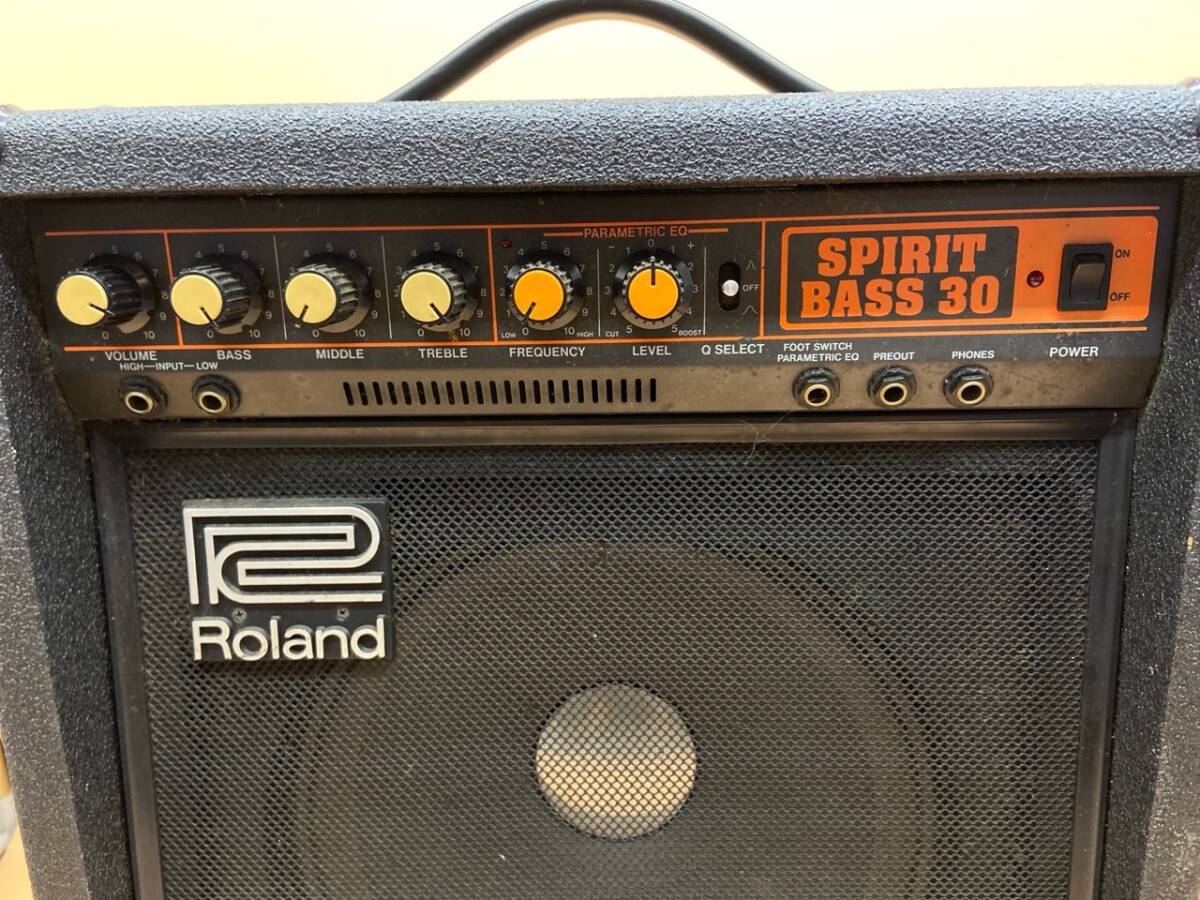 PARAMETRIC EQ
SPIRIT
BASS 30
ON
OFF
OFF
LOW
HIGH
CUT
BOOST
VOLUME
BASS
MIDDLE
TREBLE
FREQUENCY
LEVEL
Q SELECT
FOOT SWITCH
PARAMETRIC EQ
PREOUT
PHONES
POWER
HIGH—INPUT—LOW
Roland